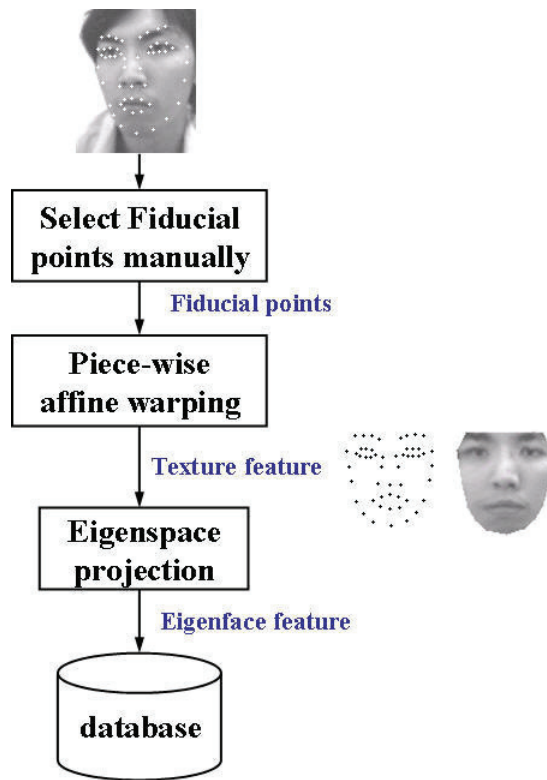 Select Fiducial
points manually
Fiducial points
Piece-wise
affine warping
Texture feature
Eigenspace
projection
Eigenface feature
database